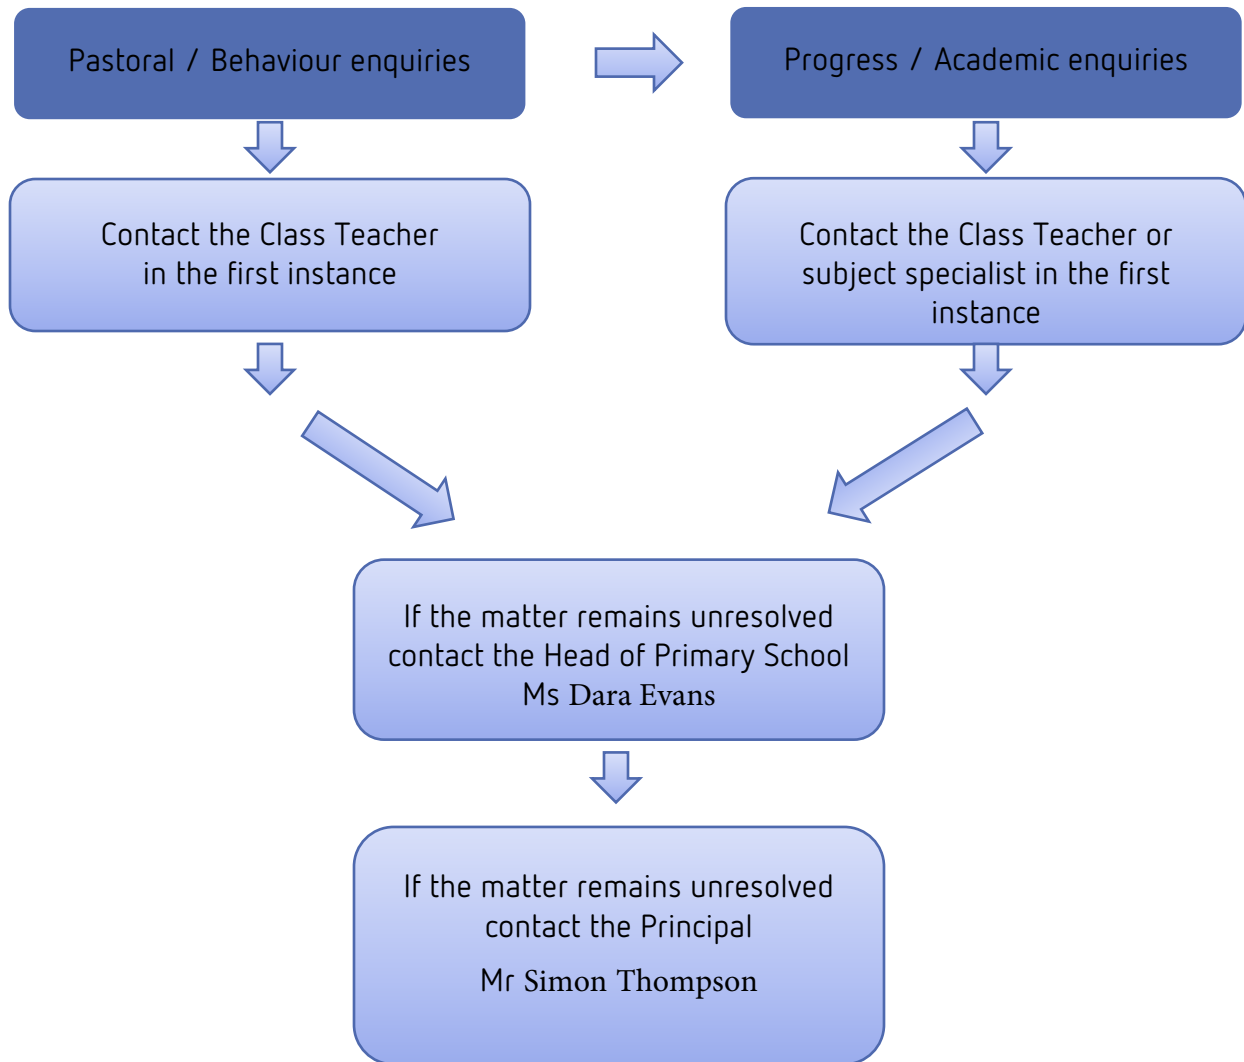 Pastoral / Behaviour enquiries
Progress / Academic enquiries
Contact the Class Teacher
in the first instance
Contact the Class Teacher or
subject specialist in the first
instance
If the matter remains unresolved
contact the Head of Primary School
Ms Dara Evans
If the matter remains unresolved
contact the Principal
Mr Simon Thompson